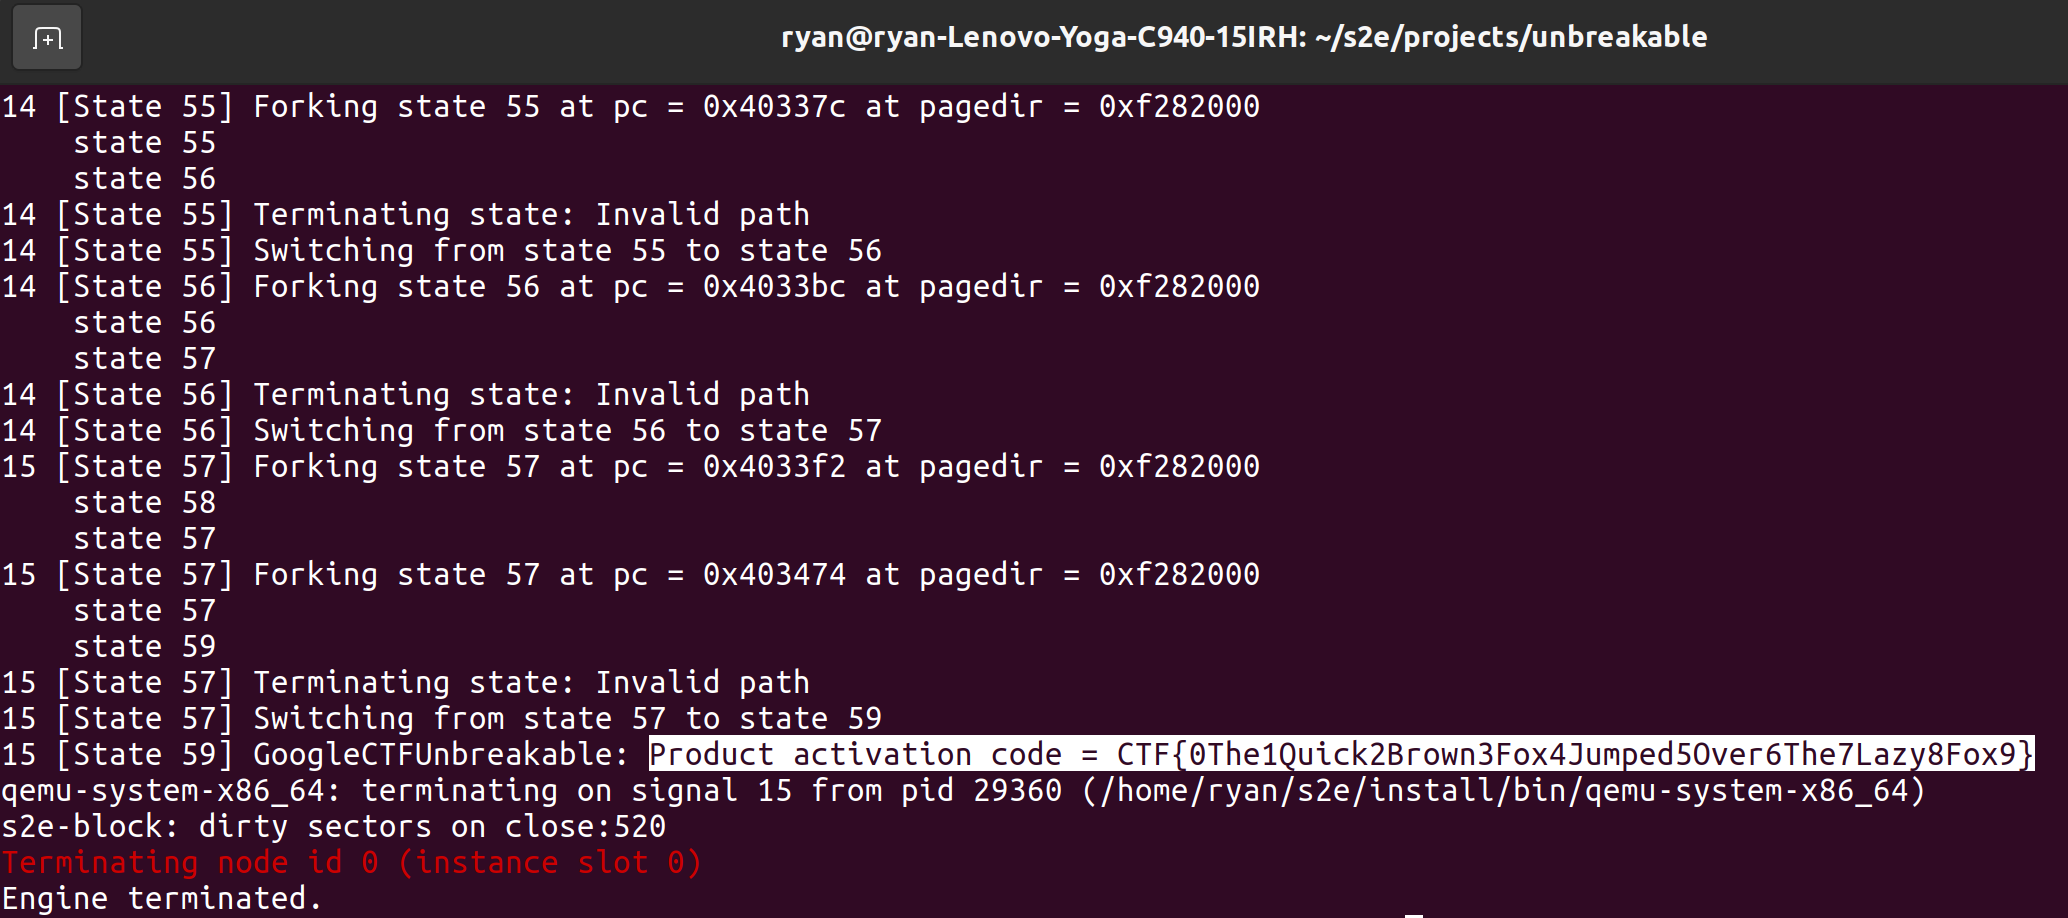 ryan@ryan-Lenovo-Yoga-C940-15IRH: ~/s2e/projects/unbreakable
14 [State 55] Forking state 55 at pc = 0x40337c at pagedir = 0xf282000
    state 55
    state 56
14 [State 55] Terminating state: Invalid path
14 [State 55] Switching from state 55 to state 56
14 [State 56] Forking state 56 at pc = 0x4033bc at pagedir = 0xf282000
    state 56
    state 57
14 [State 56] Terminating state: Invalid path
14 [State 56] Switching from state 56 to state 57
15 [State 57] Forking state 57 at pc = 0x4033f2 at pagedir = 0xf282000
    state 58
    state 57
15 [State 57] Forking state 57 at pc = 0x403474 at pagedir = 0xf282000
    state 57
    state 59
15 [State 57] Terminating state: Invalid path
15 [State 57] Switching from state 57 to state 59
15 [State 59] GoogleCTFUnbreakable: Product activation code = CTF{0The1Quick2Brown3Fox4Jumped5Over6The7Lazy8Fox9}
qemu-system-x86_64: terminating on signal 15 from pid 29360 (/home/ryan/s2e/install/bin/qemu-system-x86_64)
s2e-block: dirty sectors on close:520
Terminating node id 0 (instance slot 0)
Engine terminated.